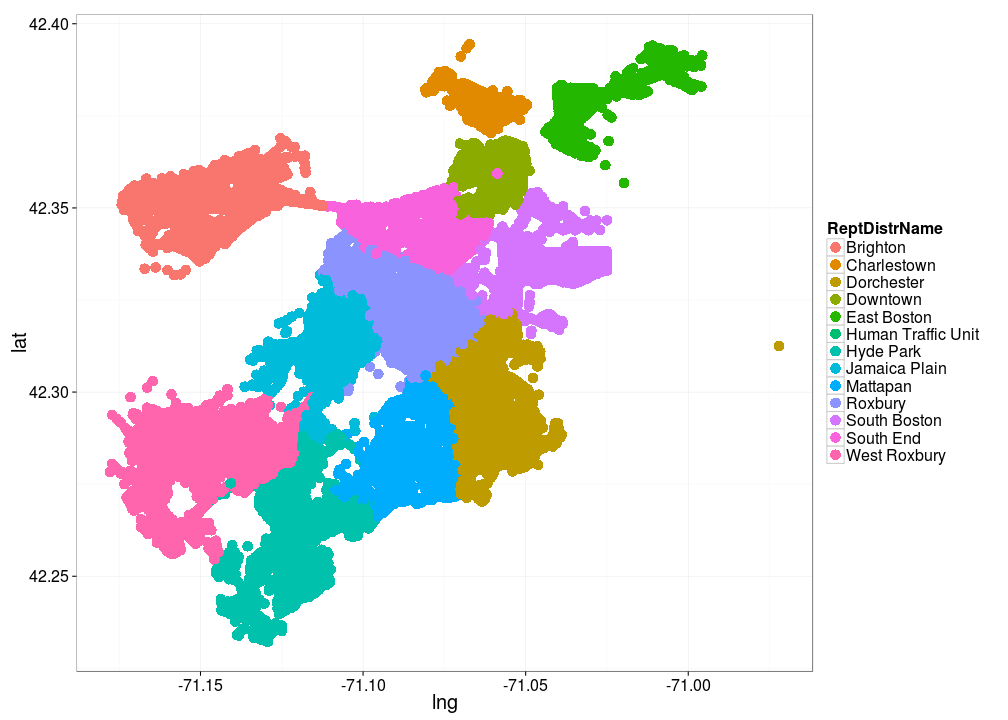 42.40
42.35
42.30
42.25
lat
-71.15
-71.10
-71.05
-71.00
lng
ReptDistrName
Brighton
Charlestown
Dorchester
Downtown
East Boston
Human Traffic Unit
Hyde Park
Jamaica Plain
Mattapan
Roxbury
South Boston
South End
West Roxbury